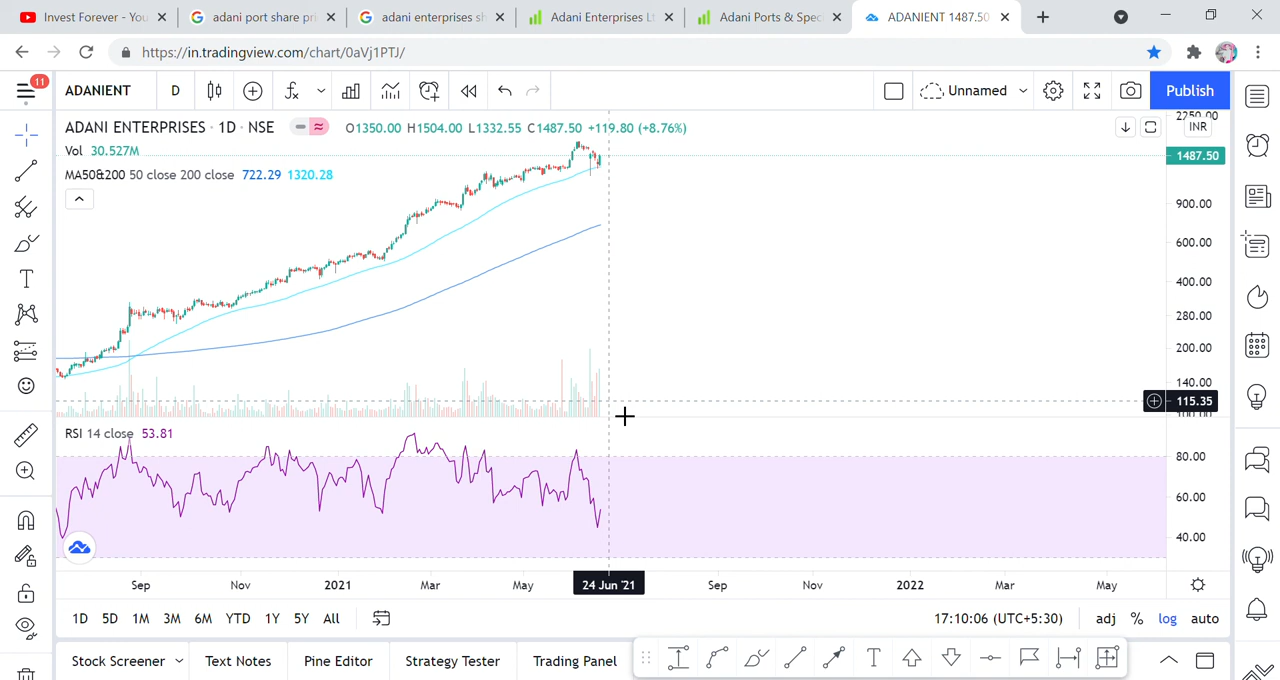 Invest Forever - You
adani port share pri
adani enterprises sh
Adani Enterprises Lt
Adani Ports & Spec
ADANIENT 1487.50
https://in.tradingview.com/chart/0aVj1PTJ/
11
ADANIENT
D
Unnamed
Publish
ADANI ENTERPRISES · 1D · NSE
O1350.00 H1504.00 L1332.55 C1487.50 +119.80 (+8.76%)
Vol 30.527M
MA50&200 50 close 200 close 722.29 1320.28
2250.00
INR
1487.50
900.00
600.00
400.00
280.00
200.00
140.00
115.35
100.00
RSI 14 close 53.81
80.00
60.00
40.00
Sep
Nov
2021
Mar
May
24 Jun '21
Sep
Nov
2022
Mar
May
1D 5D 1M 3M 6M YTD 1Y 5Y All
17:10:06 (UTC+5:30)
adj % log auto
Stock Screener
Text Notes
Pine Editor
Strategy Tester
Trading Panel